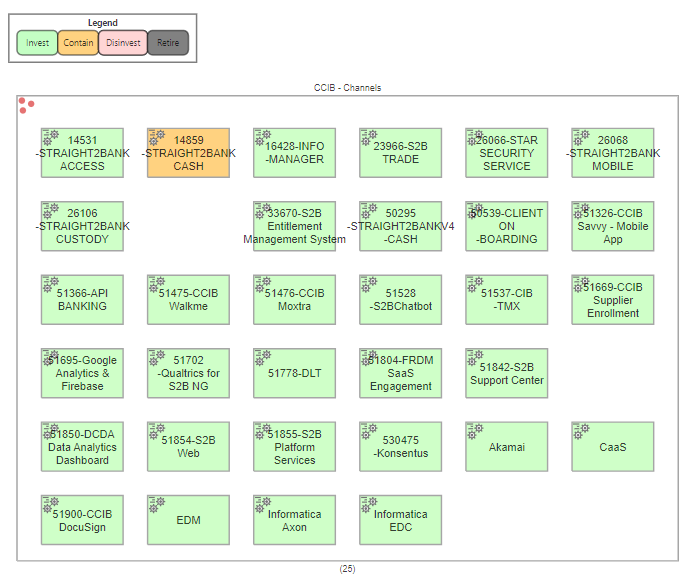 Legend
Invest Contain Disinvest Retire
CCIB - Channels
14531
-STRAIGHT2BANK
ACCESS
14859
-STRAIGHT2BANK
CASH
16428-INFO
-MANAGER
23966-S2B
TRADE
26066-STAR
SECURITY
SERVICE
26068
-STRAIGHT2BANK
MOBILE
26106
-STRAIGHT2BANK
CUSTODY
33670-S2B
Entitlement
Management System
50295
-STRAIGHT2BANKV4
-CASH
50539-CLIENT
ON
-BOARDING
51326-CCIB
Savvy - Mobile
App
51366-API
BANKING
51475-CCIB
Walkme
51476-CCIB
Moxtra
51528
-S2BChatbot
51537-CIB
-TMX
51669-CCIB
Supplier
Enrollment
51695-Google
Analytics &
Firebase
51702
-Qualtrics for
S2B NG
51778-DLT
51804-FRDM
SaaS
Engagement
51842-S2B
Support Center
51850-DCDA
Data Analytics
Dashboard
51854-S2B
Web
51855-S2B
Platform
Services
530475
-Konsentus
Akamai
CaaS
51900-CCIB
DocuSign
EDM
Informatica
Axon
Informatica
EDC
(25)